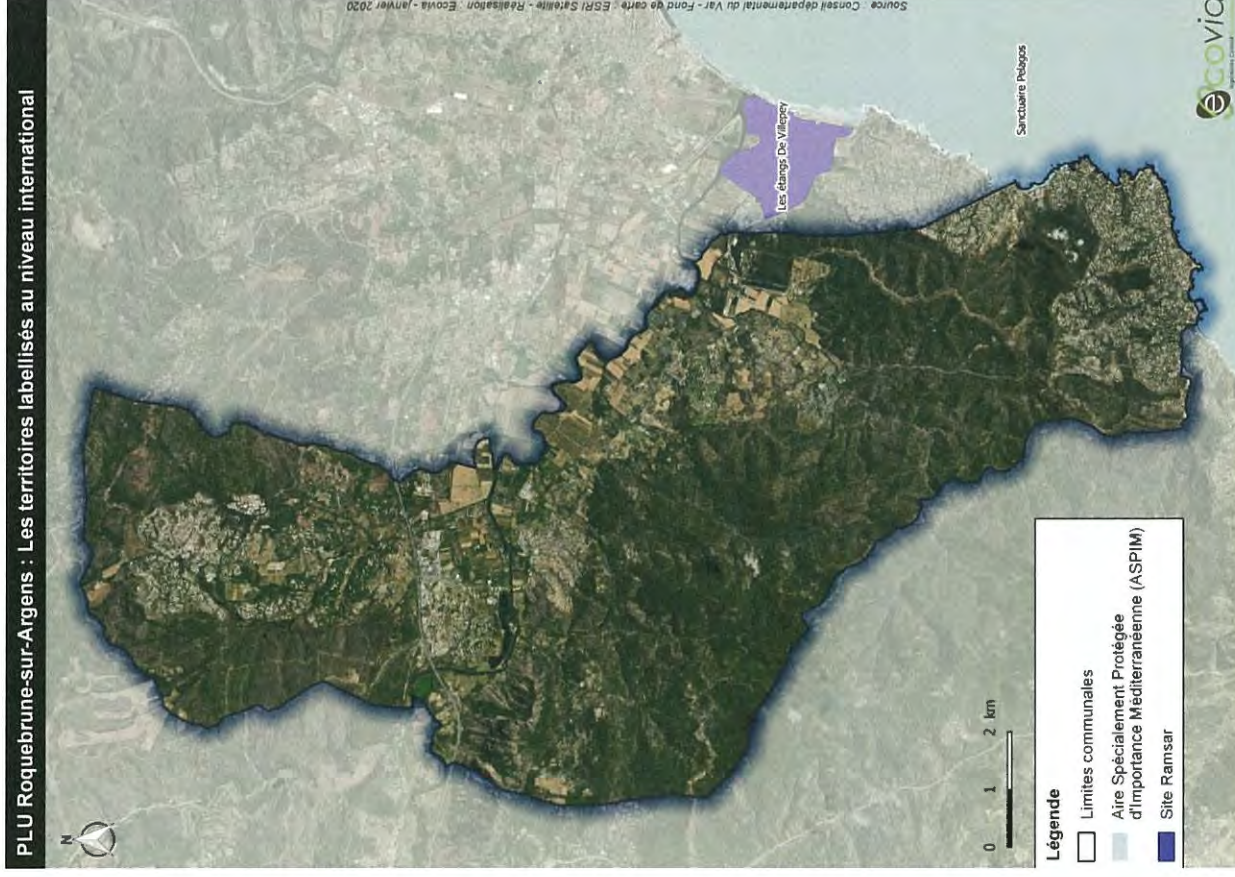 PLU Roquebrune-sur-Argens : Les territoires labellisés au niveau international
N
Les étangs De Villepey
Sanctuaire Pelagos
0 1 2 km
Légende
Limites communales
Aire Spécialement Protégée
d'Importance Méditerranéenne (ASPIM)
Site Ramsar
Source : Conseil départemental du Var - Fond de carte : ESRI Satellite - Réalisation : Ecovia - janvier 2020
ecovia